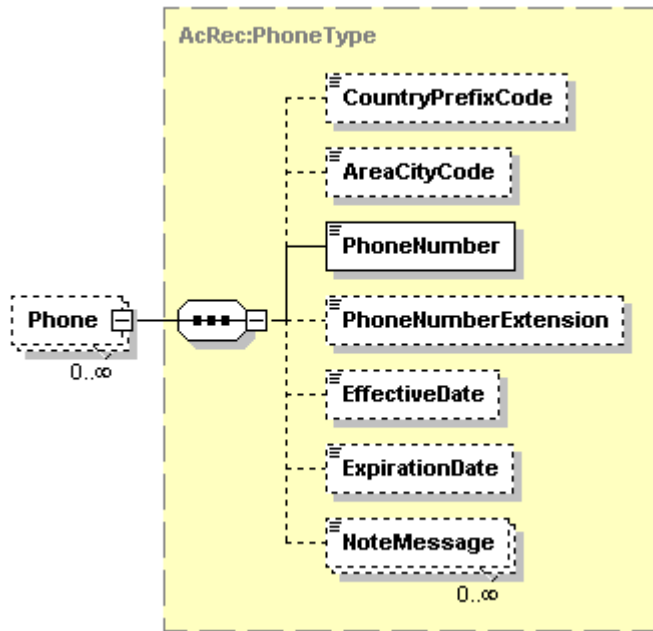 AcRec:PhoneType
CountryPrefixCode
AreaCityCode
PhoneNumber
Phone
0..∞
PhoneNumberExtension
EffectiveDate
ExpirationDate
NoteMessage
0..∞